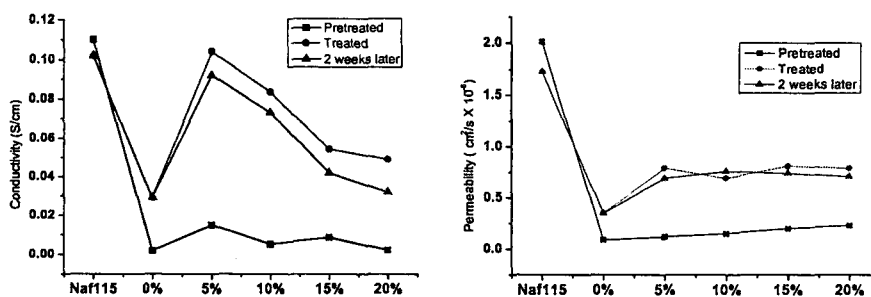 Conductivity (S/cm)
0.12
0.10
0.08
0.06
0.04
0.02
0.00
Pretreated
Treated
2 weeks later
Naf115 0% 5% 10% 15% 20%
Permeability ( cm²/s X 10⁻⁶)
2.0
1.5
1.0
0.5
0.0
Pretreated
Treated
2 weeks later
Naf115 0% 5% 10% 15% 20%